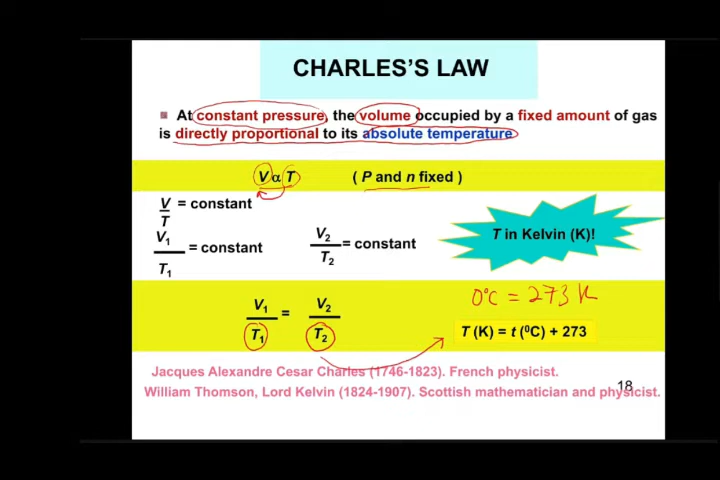 CHARLES'S LAW
At constant pressure, the volume occupied by a fixed amount of gas
is directly proportional to its absolute temperature
V α T ( P and n fixed )
V/T = constant
V₁/T₁ = constant V₂/T₂ = constant
T in Kelvin (K)!
0°C = 273 K
V₁/T₁ = V₂/T₂
T (K) = t (⁰C) + 273
Jacques Alexandre Cesar Charles (1746-1823). French physicist.
18
William Thomson, Lord Kelvin (1824-1907). Scottish mathematician and physicist.